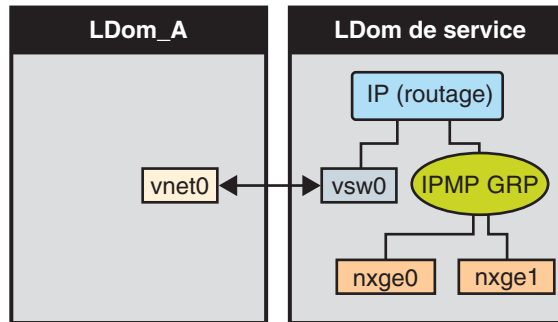 LDom_A
LDom de service
IP (routage)
vnet0
vsw0
IPMP GRP
nxge0
nxge1